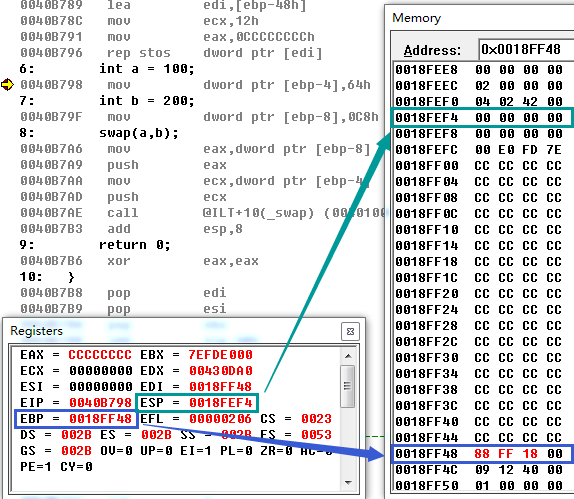 0040B789 lea edi,[ebp-48h]
0040B78C mov ecx,12h
0040B791 mov eax,0CCCCCCCCh
0040B796 rep stos dword ptr [edi]
6: int a = 100;
0040B798 mov dword ptr [ebp-4],64h
7: int b = 200;
0040B79F mov dword ptr [ebp-8],0C8h
8: swap(a,b);
0040B7A6 mov eax,dword ptr [ebp-8]
0040B7A9 push eax
0040B7AA mov ecx,dword ptr [ebp-4]
0040B7AD push ecx
0040B7AE call @ILT+10(_swap) (0040100
0040B7B3 add esp,8
9: return 0;
0040B7B6 xor eax,eax
10: }
0040B7B8 pop edi
0040B7B9 pop esi
Registers
EAX = CCCCCCCC EBX = 7EFDE000
ECX = 00000000 EDX = 00430DA0
ESI = 00000000 EDI = 0018FF48
EIP = 0040B798 ESP = 0018FEF4
EBP = 0018FF48 EFL = 00000206 CS = 0023
DS = 002B ES = 002B SS = 002B FS = 0053
GS = 002B OV=0 UP=0 EI=1 PL=0 ZR=0 AC=0
PE=1 CY=0
Memory
Address: 0x0018FF48
0018FEE8 00 00 00 00
0018FEEC 02 00 00 00
0018FEF0 04 02 42 00
0018FEF4 00 00 00 00
0018FEF8 00 00 00 00
0018FEFC 00 E0 FD 7E
0018FF00 CC CC CC CC
0018FF04 CC CC CC CC
0018FF08 CC CC CC CC
0018FF0C CC CC CC CC
0018FF10 CC CC CC CC
0018FF14 CC CC CC CC
0018FF18 CC CC CC CC
0018FF1C CC CC CC CC
0018FF20 CC CC CC CC
0018FF24 CC CC CC CC
0018FF28 CC CC CC CC
0018FF2C CC CC CC CC
0018FF30 CC CC CC CC
0018FF34 CC CC CC CC
0018FF38 CC CC CC CC
0018FF3C CC CC CC CC
0018FF40 CC CC CC CC
0018FF44 CC CC CC CC
0018FF48 88 FF 18 00
0018FF4C 09 12 40 00
0018FF50 01 00 00 00